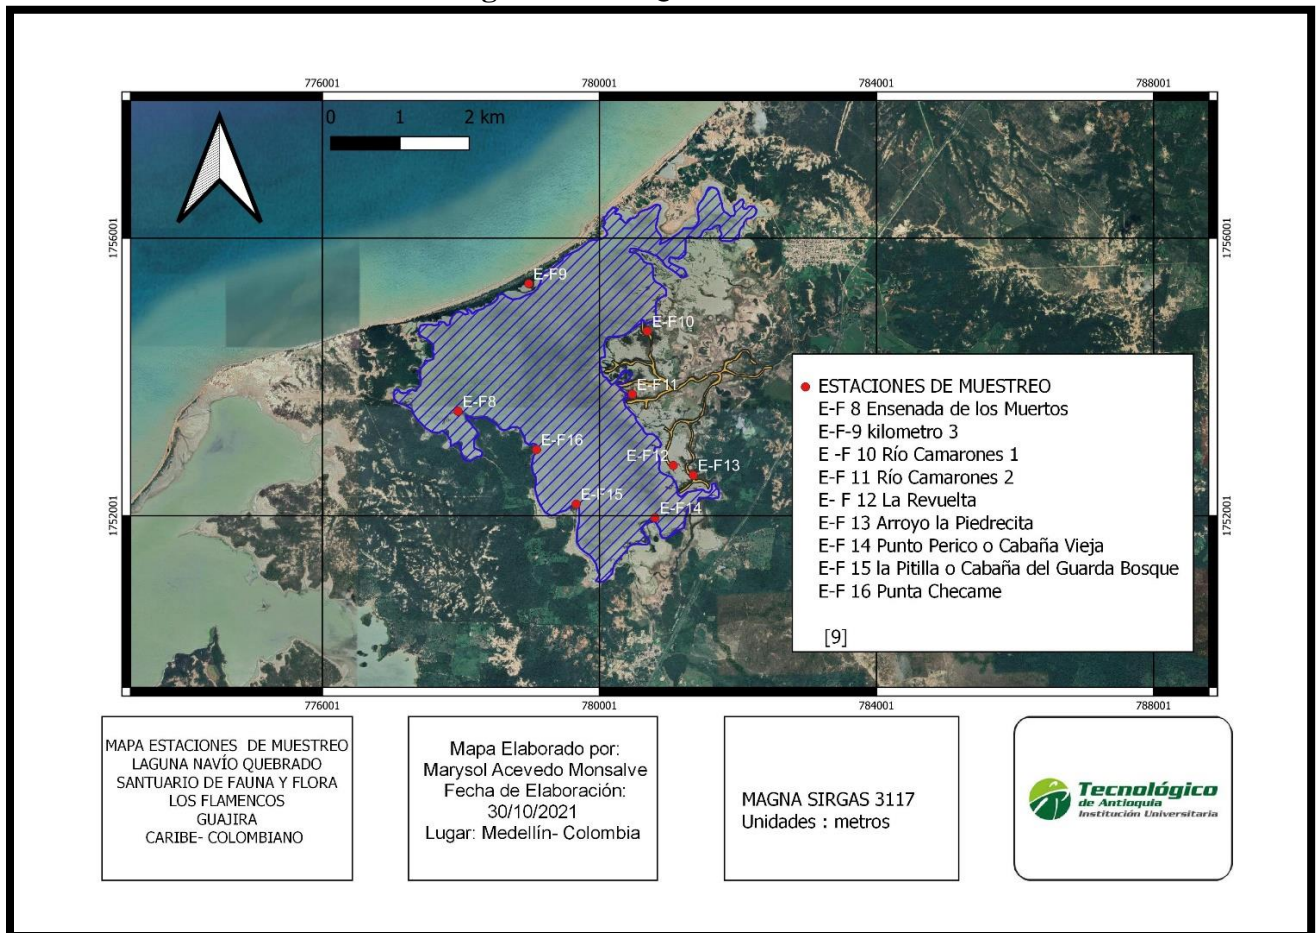 776001 780001 784001 788001
0 1 2 km
1756001 1756001
E-F9
E-F10
E-F11
E-F8
E-F16
E-F12
E-F13
E-F15
E-F14
1752001 1752001
ESTACIONES DE MUESTREO
E-F 8 Ensenada de los Muertos
E-F-9 kilometro 3
E -F 10 Río Camarones 1
E-F 11 Río Camarones 2
E- F 12 La Revuelta
E-F 13 Arroyo la Piedrecita
E-F 14 Punto Perico o Cabaña Vieja
E-F 15 la Pitilla o Cabaña del Guarda Bosque
E-F 16 Punta Checame
[9]
776001 780001 784001 788001
MAPA ESTACIONES DE MUESTREO
LAGUNA NAVÍO QUEBRADO
SANTUARIO DE FAUNA Y FLORA
LOS FLAMENCOS
GUAJIRA
CARIBE- COLOMBIANO
Mapa Elaborado por:
Marysol Acevedo Monsalve
Fecha de Elaboración:
30/10/2021
Lugar: Medellín- Colombia
MAGNA SIRGAS 3117
Unidades : metros
Tecnológico
de Antioquia
Institución Universitaria